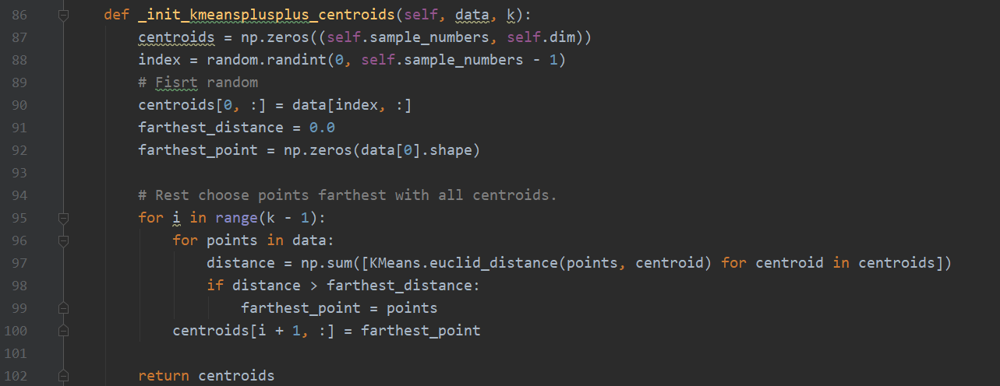 86 def _init_kmeansplusplus_centroids(self, data, k):
87 centroids = np.zeros((self.sample_numbers, self.dim))
88 index = random.randint(0, self.sample_numbers - 1)
89 # Fisrt random
90 centroids[0, :] = data[index, :]
91 farthest_distance = 0.0
92 farthest_point = np.zeros(data[0].shape)
93
94 # Rest choose points farthest with all centroids.
95 for i in range(k - 1):
96 for points in data:
97 distance = np.sum([KMeans.euclid_distance(points, centroid) for centroid in centroids])
98 if distance > farthest_distance:
99 farthest_point = points
100 centroids[i + 1, :] = farthest_point
101
102 return centroids